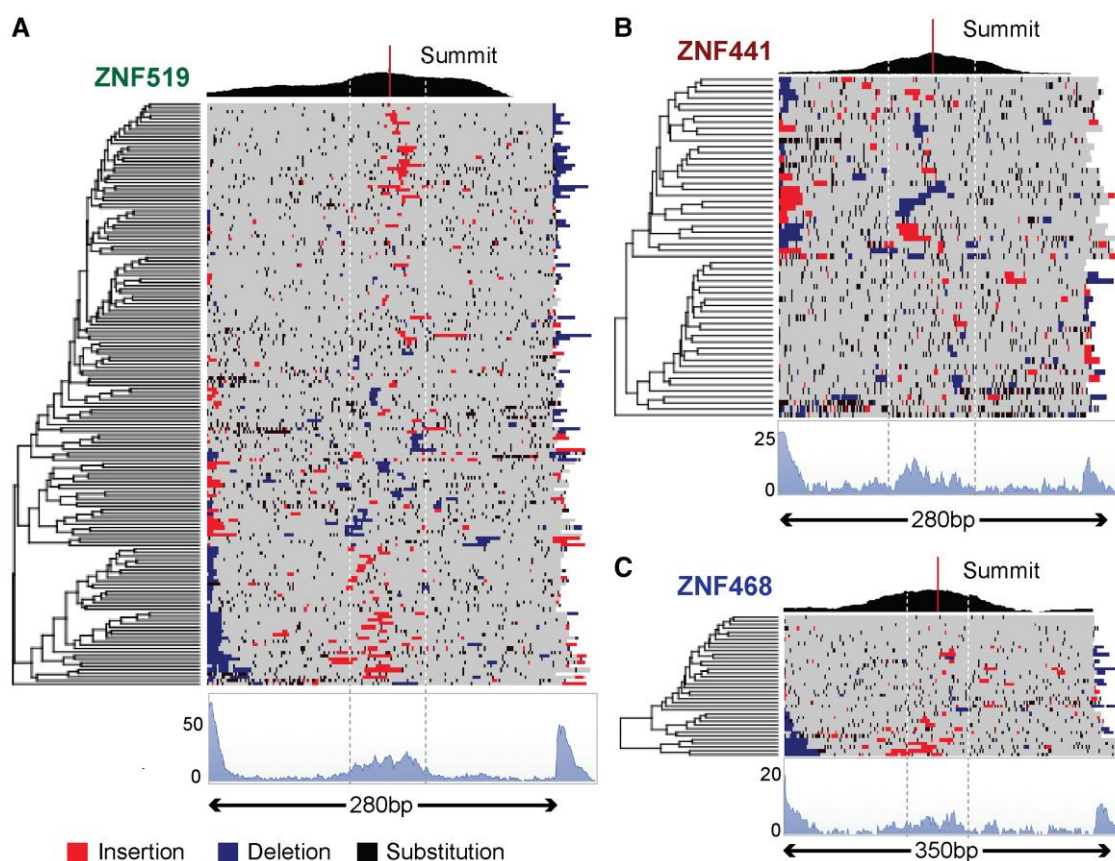 A
ZNF519
Summit
50
0
280bp
Insertion
Deletion
Substitution
B
ZNF441
Summit
25
0
280bp
C
ZNF468
Summit
20
0
350bp